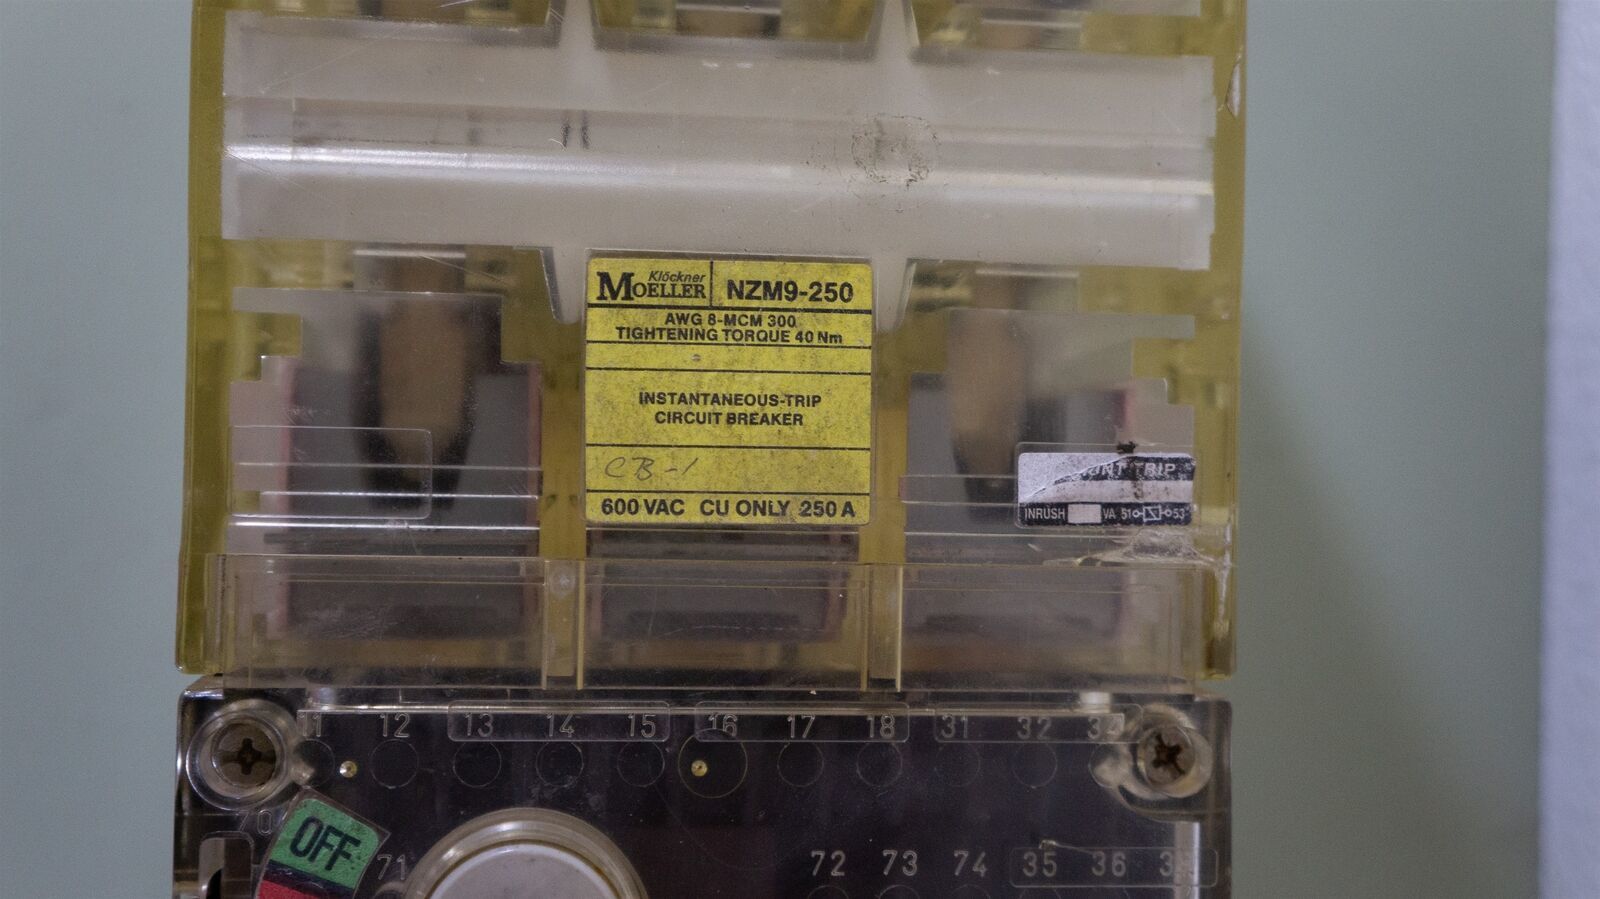 Klöckner
MOELLER NZM9-250
AWG 8-MCM 300
TIGHTENING TORQUE 40 Nm
INSTANTANEOUS-TRIP
CIRCUIT BREAKER
CB-1
600 VAC CU ONLY 250 A
TRIP
INRUSH VA 51 53
11 12 13 14 15 16 17 18 31 32 34
70
OFF
71 72 73 74 35 36